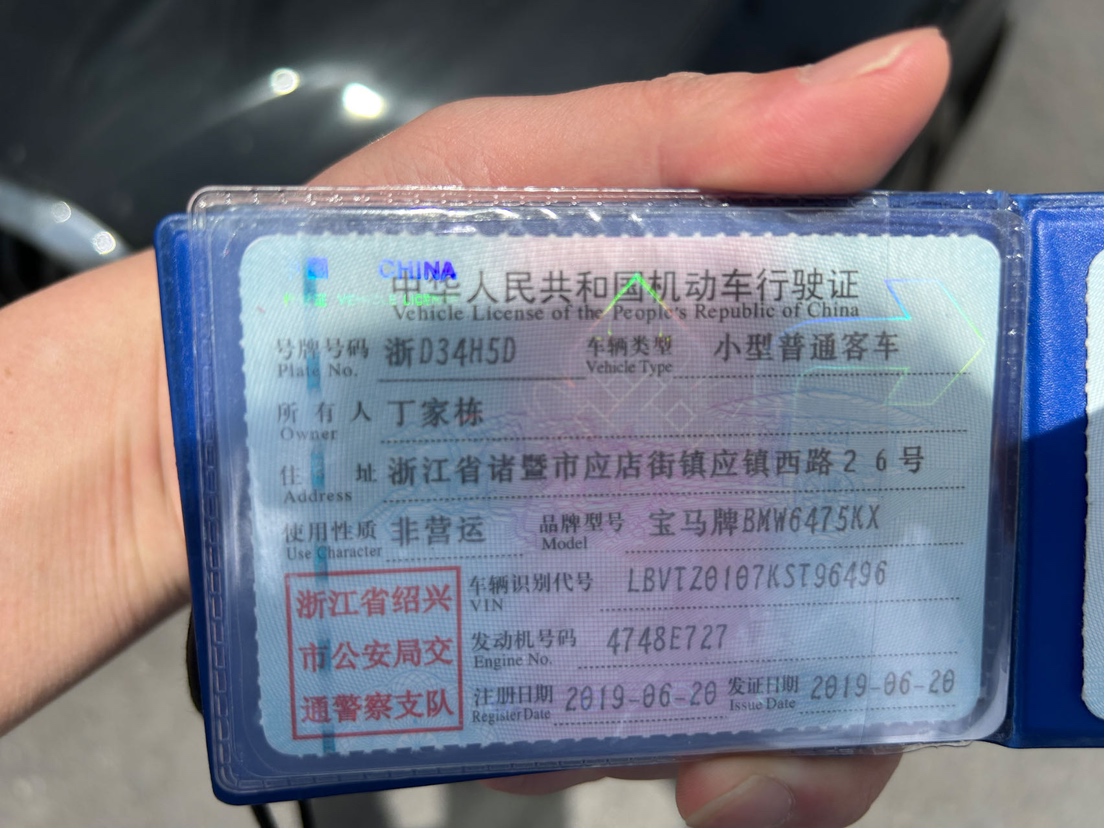 CHINA
中华人民共和国机动车行驶证
Vehicle License of the People's Republic of China
号牌号码 浙D34H5D 车辆类型 小型普通客车
Plate No. Vehicle Type
所有人 丁家栋
Owner
住址 浙江省诸暨市应店街镇应镇西路26号
Address
使用性质 非营运 品牌型号 宝马牌BMW6475KX
Use Character Model
浙江省绍兴
市公安局交
通警察支队
车辆识别代号 LBVTZ0107KST96496
VIN
发动机号码 4748E727
Engine No.
注册日期 2019-06-20 发证日期 2019-06-20
Register Date Issue Date